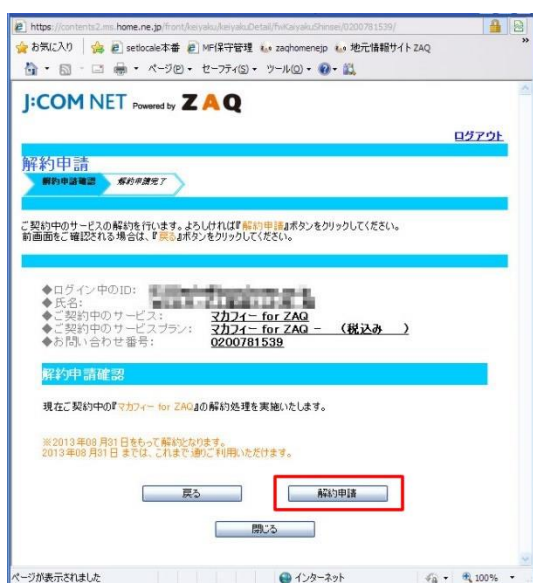 https://contents2.ms.home.ne.jp/front/keiyaku/keiyakuDetail/fwKaiyakuShinsei/0200781539/
お気に入り setlocale本番 MF保守管理 zaqhomenejp 地元情報サイト ZAQ »
ページ(P) セーフティ(S) ツール(O)
J:COM NET Powered by ZAQ
ログアウト
解約申請
解約申請確認 解約申請完了
ご契約中のサービスの解約を行います。よろしければ『解約申請』ボタンをクリックしてください。
前画面をご確認される場合は、『戻る』ボタンをクリックしてください。
◆ログイン中のID:
◆氏名:
◆ご契約中のサービス: マカフィー for ZAQ
◆ご契約中のサービスプラン: マカフィー for ZAQ - (税込み )
◆お問い合わせ番号: 0200781539
解約申請確認
現在ご契約中の『マカフィー for ZAQ』の解約処理を実施いたします。
※2013年08月31日をもって解約となります。
2013年08月31日までは、これまで通りご利用いただけます。
戻る 解約申請
閉じる
ページが表示されました インターネット 100%